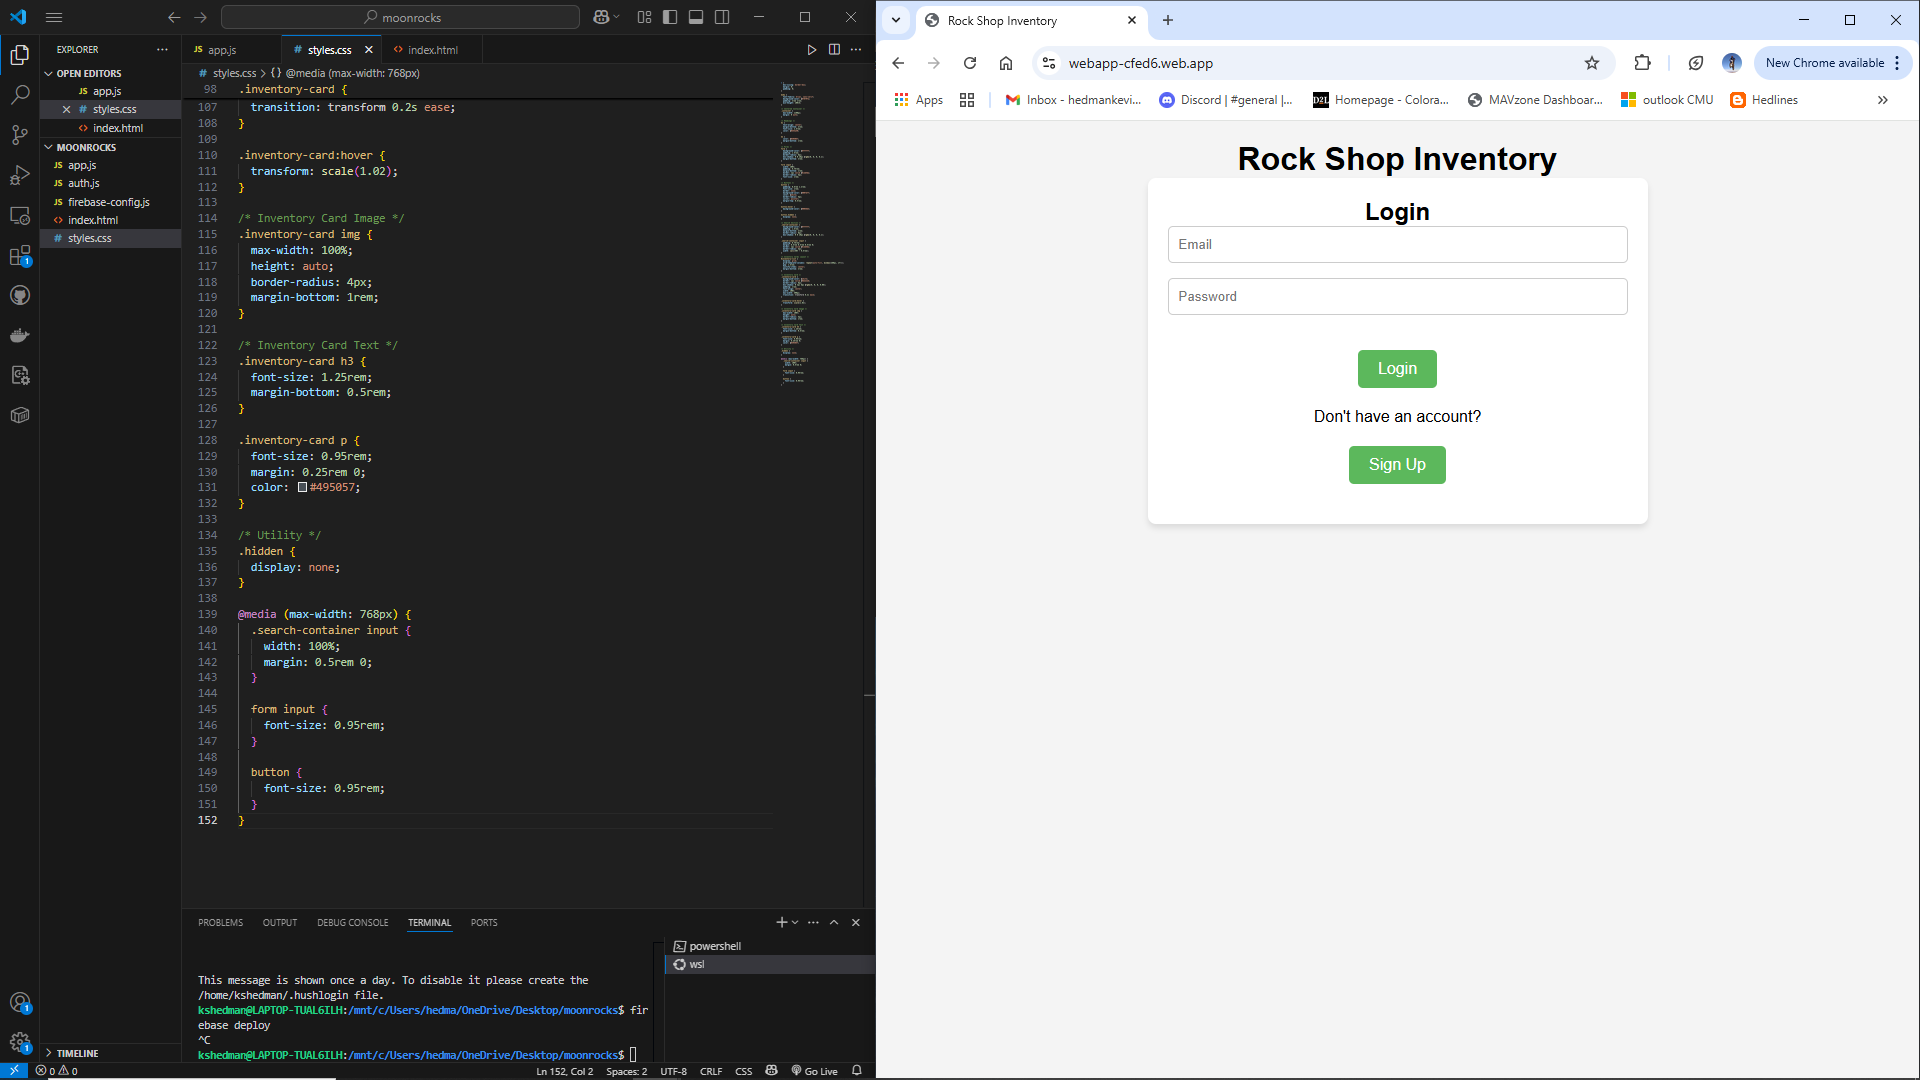 moonrocks
EXPLORER
OPEN EDITORS
JS app.js
# styles.css
<> index.html
MOONROCKS
JS app.js
JS auth.js
JS firebase-config.js
<> index.html
# styles.css
TIMELINE
JS app.js
# styles.css
<> index.html
# styles.css > {} @media (max-width: 768px)
98 .inventory-card {
107 transition: transform 0.2s ease;
108 }
109
110 .inventory-card:hover {
111 transform: scale(1.02);
112 }
113
114 /* Inventory Card Image */
115 .inventory-card img {
116 max-width: 100%;
117 height: auto;
118 border-radius: 4px;
119 margin-bottom: 1rem;
120 }
121
122 /* Inventory Card Text */
123 .inventory-card h3 {
124 font-size: 1.25rem;
125 margin-bottom: 0.5rem;
126 }
127
128 .inventory-card p {
129 font-size: 0.95rem;
130 margin: 0.25rem 0;
131 color: #495057;
132 }
133
134 /* Utility */
135 .hidden {
136 display: none;
137 }
138
139 @media (max-width: 768px) {
140 .search-container input {
141 width: 100%;
142 margin: 0.5rem 0;
143 }
144
145 form input {
146 font-size: 0.95rem;
147 }
148
149 button {
150 font-size: 0.95rem;
151 }
152 }
PROBLEMS OUTPUT DEBUG CONSOLE TERMINAL PORTS
powershell
wsl
This message is shown once a day. To disable it please create the
/home/kshedman/.hushlogin file.
kshedman@LAPTOP-TUAL6ILH:/mnt/c/Users/hedma/OneDrive/Desktop/moonrocks$ fir
ebase deploy
^C
kshedman@LAPTOP-TUAL6ILH:/mnt/c/Users/hedma/OneDrive/Desktop/moonrocks$
0 0
Ln 152, Col 2 Spaces: 2 UTF-8 CRLF CSS Go Live
1
1
1
Rock Shop Inventory
webapp-cfed6.web.app
New Chrome available
Apps
Inbox - hedmankevi...
Discord | #general |...
D2L Homepage - Colora...
MAVzone Dashboar...
outlook CMU
Hedlines
Rock Shop Inventory
Login
Email
Password
Login
Don't have an account?
Sign Up